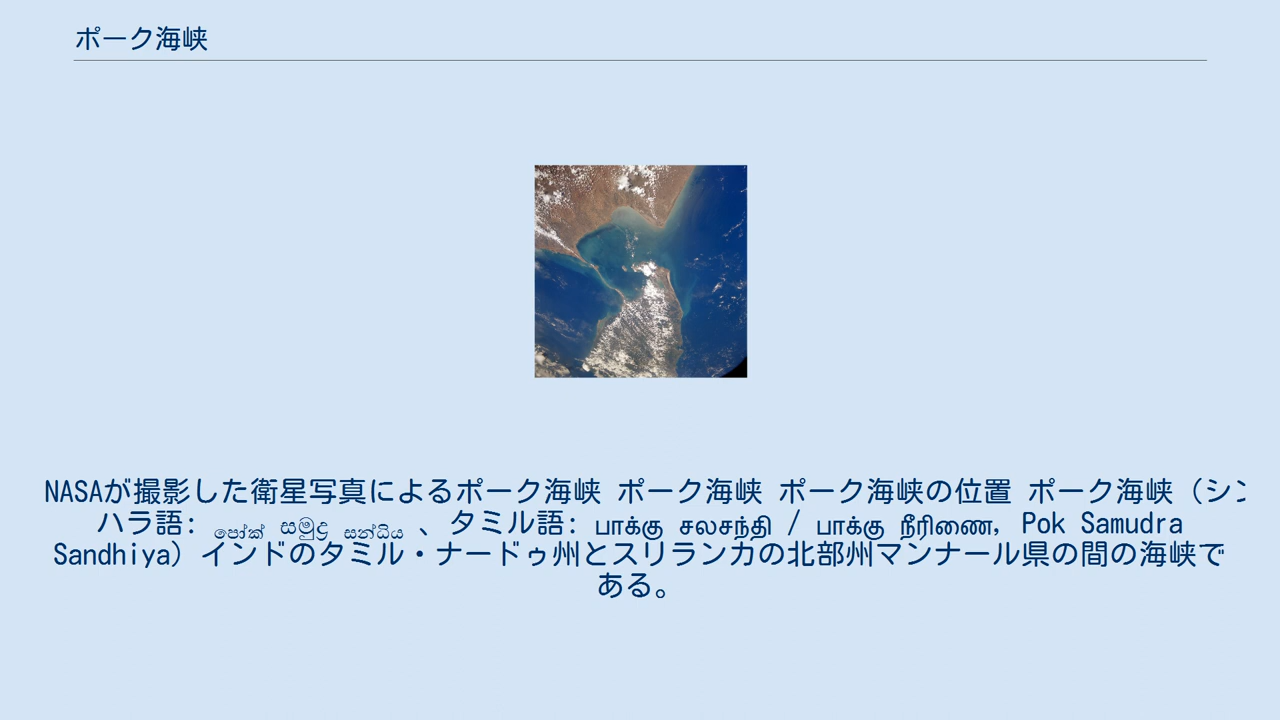 ポーク海峡
NASAが撮影した衛星写真によるポーク海峡 ポーク海峡 ポーク海峡の位置 ポーク海峡（シン
ハラ語: පෝක් සමුද්‍ර සන්ධිය 、タミル語: பாக்கு சலசந்தி / பாக்கு நீரிணை, Pok Samudra
Sandhiya）インドのタミル・ナードゥ州とスリランカの北部州マンナール県の間の海峡で
ある。